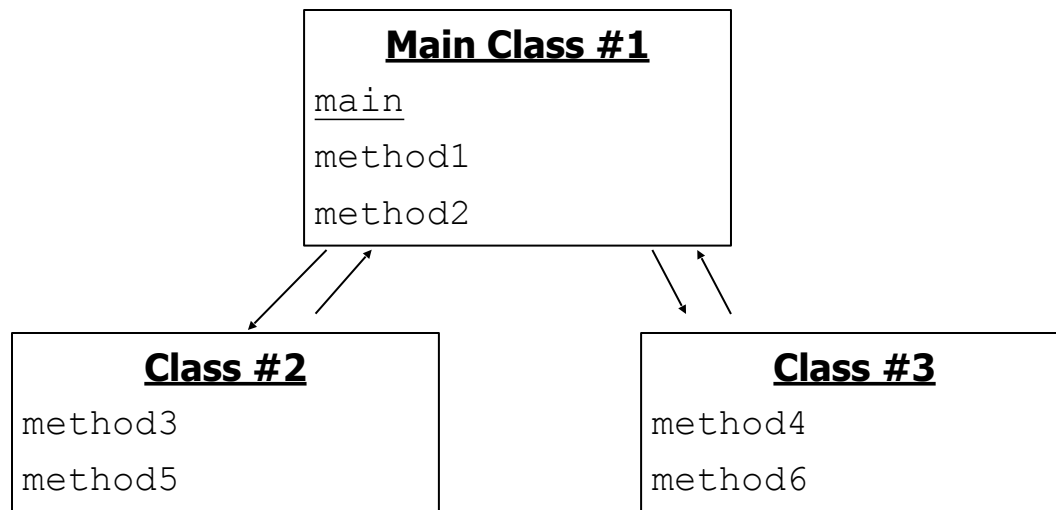 Main Class #1
main
method1
method2
Class #2
method3
method5
Class #3
method4
method6